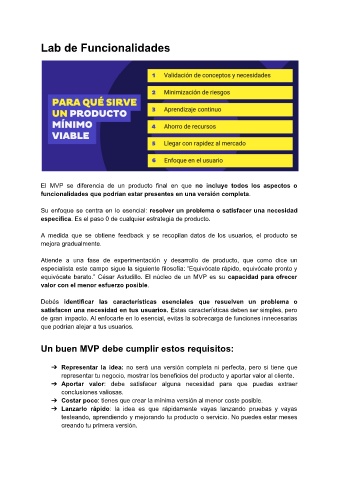 Lab de Funcionalidades
PARA QUÉ SIRVE
UN PRODUCTO
MÍNIMO
VIABLE
1 Validación de conceptos y necesidades
2 Minimización de riesgos
3 Aprendizaje continuo
4 Ahorro de recursos
5 Llegar con rapidez al mercado
6 Enfoque en el usuario
El MVP se diferencia de un producto final en que no incluye todos los aspectos o
funcionalidades que podrían estar presentes en una versión completa.
Su enfoque se centra en lo esencial: resolver un problema o satisfacer una necesidad
específica. Es el paso 0 de cualquier estrategia de producto.
A medida que se obtiene feedback y se recopilan datos de los usuarios, el producto se
mejora gradualmente.
Atiende a una fase de experimentación y desarrollo de producto, que como dice un
especialista este campo sigue la siguiente filosofía: “Equivócate rápido, equivócate pronto y
equivócate barato.” César Astudillo. El núcleo de un MVP es su capacidad para ofrecer
valor con el menor esfuerzo posible.
Debés identificar las características esenciales que resuelven un problema o
satisfacen una necesidad en tus usuarios. Estas características deben ser simples, pero
de gran impacto. Al enfocarte en lo esencial, evitas la sobrecarga de funciones innecesarias
que podrían alejar a tus usuarios.
Un buen MVP debe cumplir estos requisitos:
➔ Representar la idea: no será una versión completa ni perfecta, pero si tiene que
representar tu negocio, mostrar los beneficios del producto y aportar valor al cliente.
➔ Aportar valor: debe satisfacer alguna necesidad para que puedas extraer
conclusiones valiosas.
➔ Costar poco: tienes que crear la mínima versión al menor coste posible.
➔ Lanzarlo rápido: la idea es que rápidamente vayas lanzando pruebas y vayas
testeando, aprendiendo y mejorando tu producto o servicio. No puedes estar meses
creando tu primera versión.